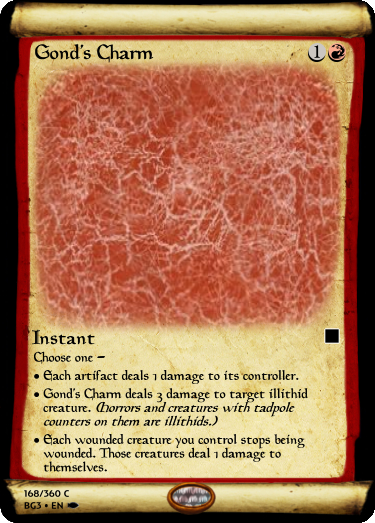 Gond's Charm 1
Instant
Choose one –
• Each artifact deals 1 damage to its controller.
• Gond's Charm deals 3 damage to target illithid
creature. (horrors and creatures with tadpole
counters on them are illithids.)
• Each wounded creature you control stops being
wounded. Those creatures deal 1 damage to
themselves.
168/360 C
BG3 • EN